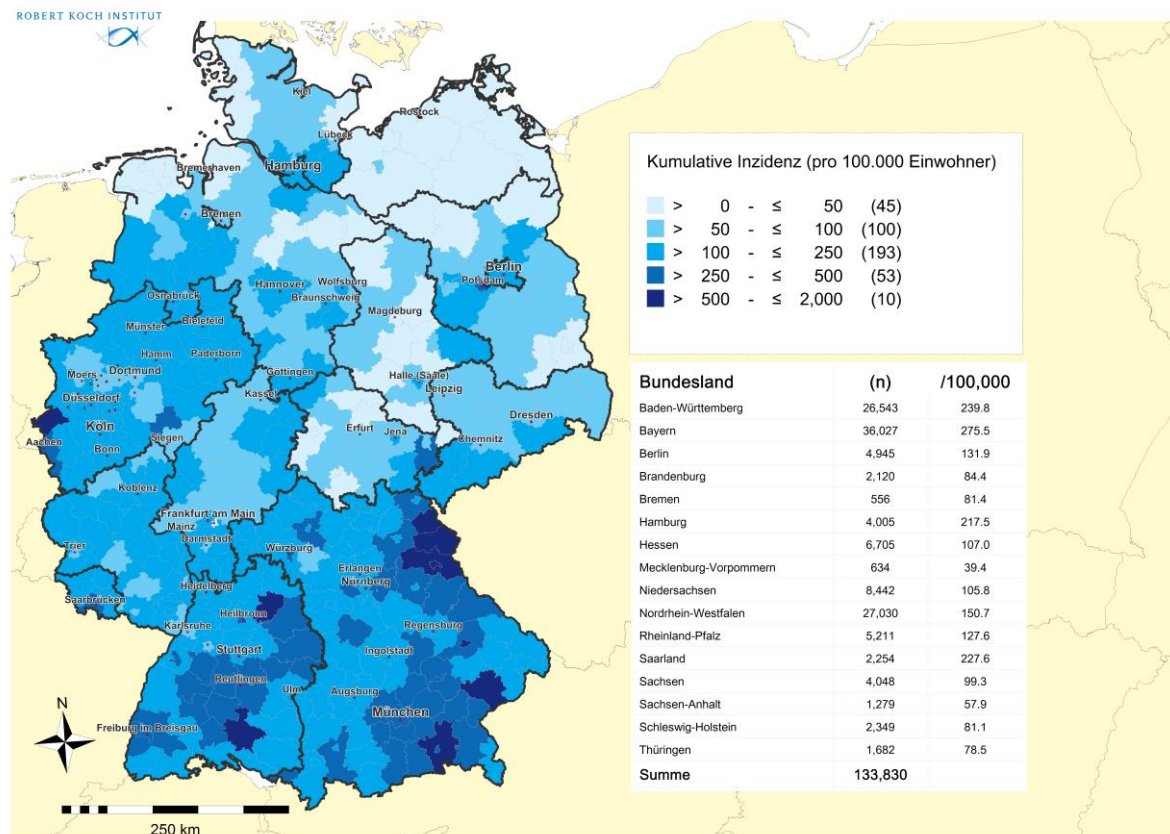 ROBERT KOCH INSTITUT
Kiel
Rostock
Lübeck
Hamburg
Bremerhaven
Bremen
Berlin
Potsdam
Hannover
Wolfsburg
Braunschweig
Osnabrück
Magdeburg
Bielefeld
Münster
Hamm
Paderborn
Göttingen
Halle (Saale)
Moers
Dortmund
Kassel
Leipzig
Düsseldorf
Dresden
Köln
Erfurt
Jena
Siegen
Chemnitz
Aachen
Bonn
Koblenz
Frankfurt am Main
Mainz
Darmstadt
Trier
Würzburg
Erlangen
Nürnberg
Heidelberg
Saarbrücken
Heilbronn
Karlsruhe
Regensburg
Stuttgart
Ingolstadt
Reutlingen
Ulm
Augsburg
München
Freiburg im Breisgau
N
250 km
Kumulative Inzidenz (pro 100.000 Einwohner)
> 0 - ≤ 50 (45)
> 50 - ≤ 100 (100)
> 100 - ≤ 250 (193)
> 250 - ≤ 500 (53)
> 500 - ≤ 2,000 (10)
Bundesland (n) /100,000
Baden-Württemberg 26,543 239.8
Bayern 36,027 275.5
Berlin 4,945 131.9
Brandenburg 2,120 84.4
Bremen 556 81.4
Hamburg 4,005 217.5
Hessen 6,705 107.0
Mecklenburg-Vorpommern 634 39.4
Niedersachsen 8,442 105.8
Nordrhein-Westfalen 27,030 150.7
Rheinland-Pfalz 5,211 127.6
Saarland 2,254 227.6
Sachsen 4,048 99.3
Sachsen-Anhalt 1,279 57.9
Schleswig-Holstein 2,349 81.1
Thüringen 1,682 78.5
Summe 133,830